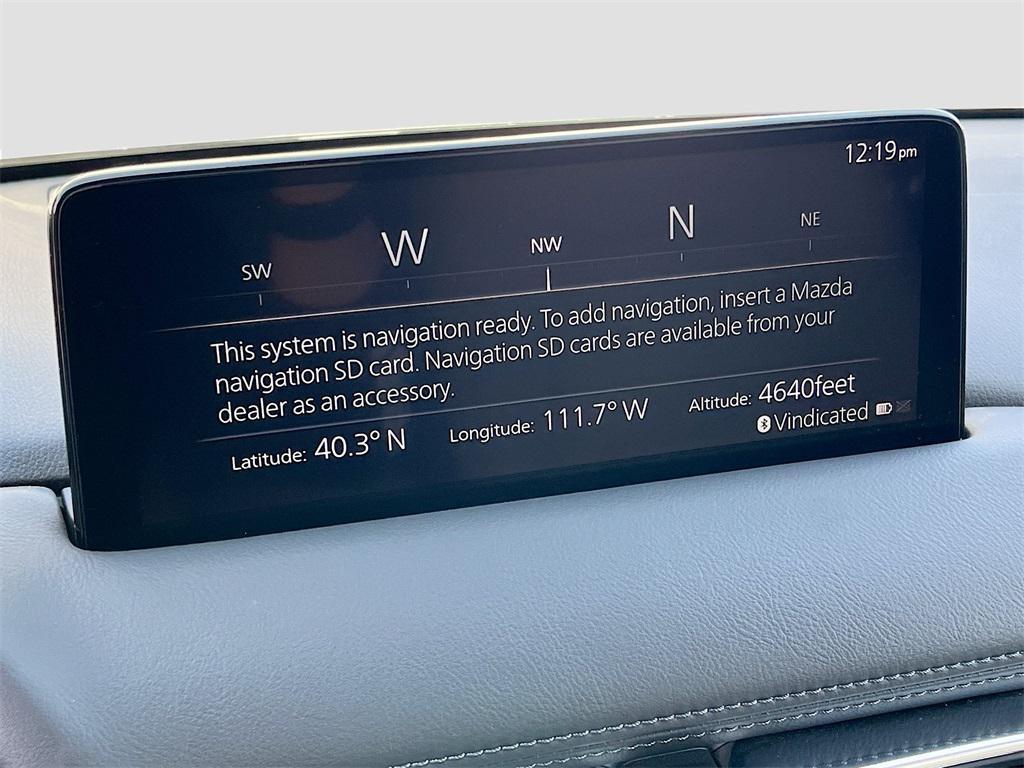 12:19pm
SW W NW N NE
This system is navigation ready. To add navigation, insert a Mazda
navigation SD card. Navigation SD cards are available from your
dealer as an accessory.
Latitude: 40.3° N Longitude: 111.7° W Altitude: 4640feet
Vindicated